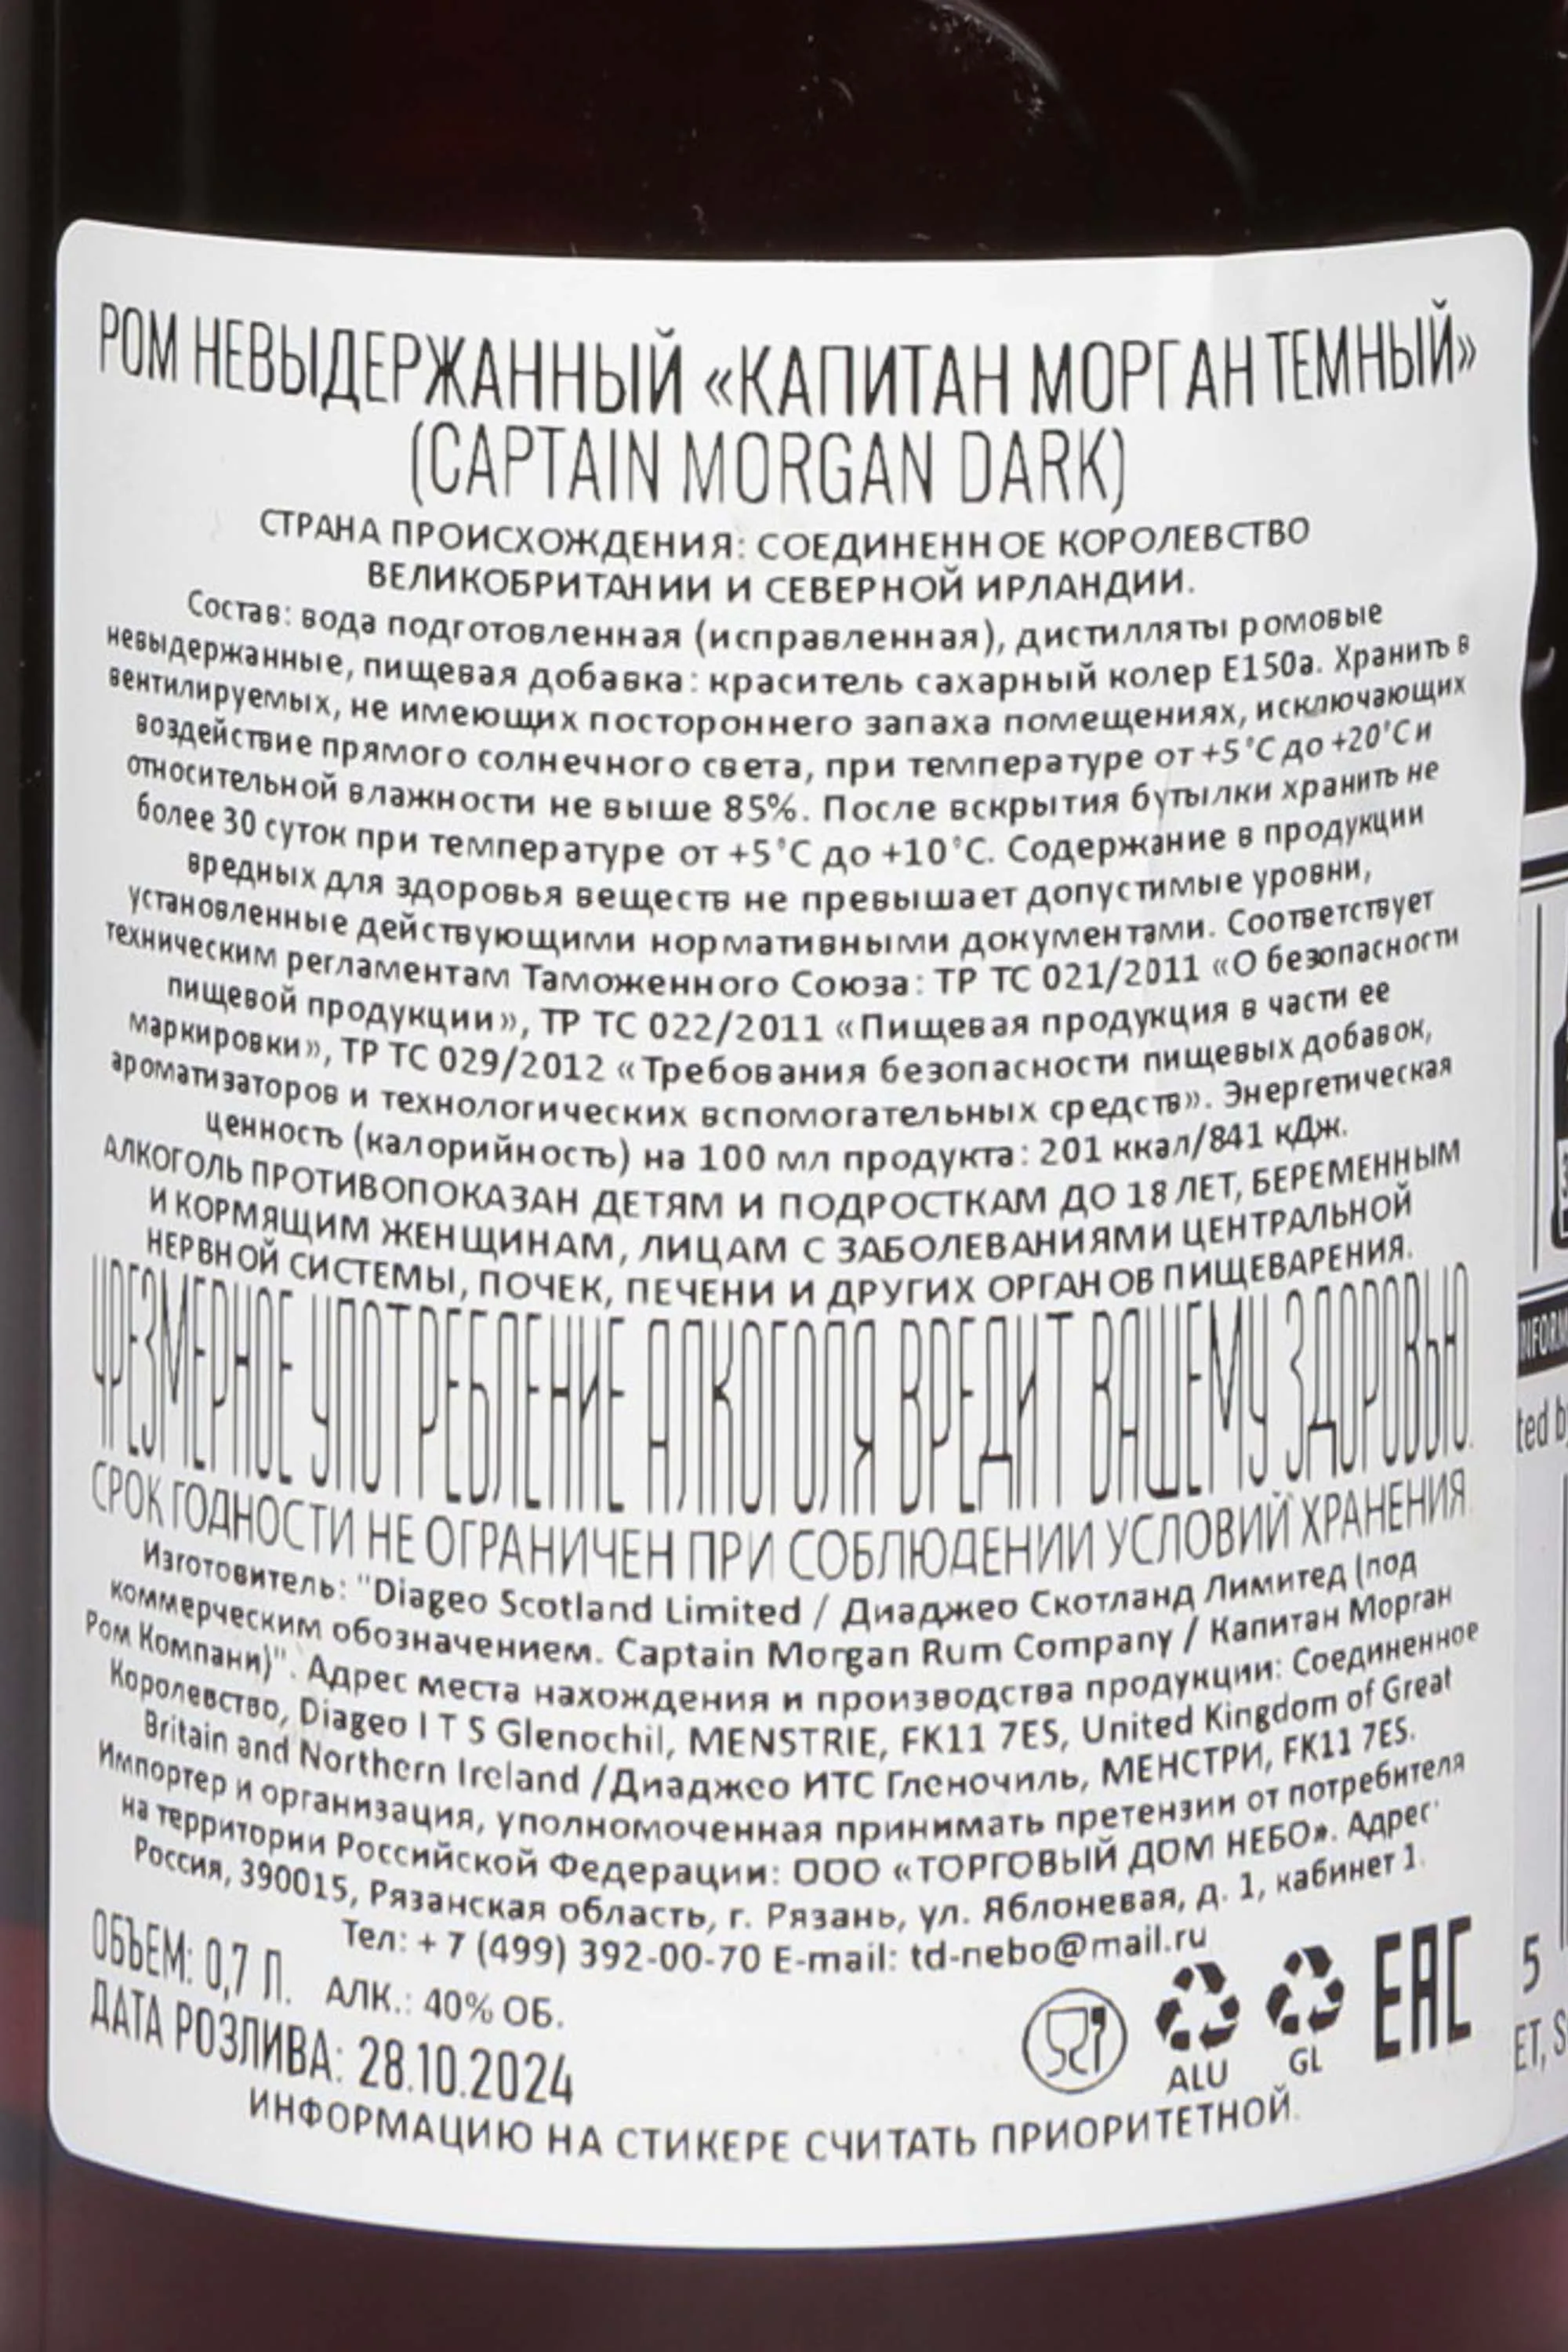 РОМ НЕВЫДЕРЖАННЫЙ «КАПИТАН МОРГАН ТЕМНЫЙ»
(CAPTAIN MORGAN DARK)
СТРАНА ПРОИСХОЖДЕНИЯ: СОЕДИНЕННОЕ КОРОЛЕВСТВО
ВЕЛИКОБРИТАНИИ И СЕВЕРНОЙ ИРЛАНДИИ.
Состав: вода подготовленная (исправленная), дистилляты ромовые
невыдержанные, пищевая добавка: краситель сахарный колер Е150а. Хранить в
вентилируемых, не имеющих постороннего запаха помещениях, исключающих
воздействие прямого солнечного света, при температуре от +5°С до +20°С и
относительной влажности не выше 85%. После вскрытия бутылки хранить не
более 30 суток при температуре от +5°С до +10°С. Содержание в продукции
вредных для здоровья веществ не превышает допустимые уровни,
установленные действующими нормативными документами. Соответствует
техническим регламентам Таможенного Союза: ТР ТС 021/2011 «О безопасности
пищевой продукции», ТР ТС 022/2011 «Пищевая продукция в части ее
маркировки», ТР ТС 029/2012 «Требования безопасности пищевых добавок,
ароматизаторов и технологических вспомогательных средств». Энергетическая
ценность (калорийность) на 100 мл продукта: 201 ккал/841 кДж.
АЛКОГОЛЬ ПРОТИВОПОКАЗАН ДЕТЯМ И ПОДРОСТКАМ ДО 18 ЛЕТ, БЕРЕМЕННЫМ
И КОРМЯЩИМ ЖЕНЩИНАМ, ЛИЦАМ С ЗАБОЛЕВАНИЯМИ ЦЕНТРАЛЬНОЙ
НЕРВНОЙ СИСТЕМЫ, ПОЧЕК, ПЕЧЕНИ И ДРУГИХ ОРГАНОВ ПИЩЕВАРЕНИЯ.
ЧРЕЗМЕРНОЕ УПОТРЕБЛЕНИЕ АЛКОГОЛЯ ВРЕДИТ ВАШЕМУ ЗДОРОВЬЮ.
СРОК ГОДНОСТИ НЕ ОГРАНИЧЕН ПРИ СОБЛЮДЕНИИ УСЛОВИЙ ХРАНЕНИЯ.
Изготовитель: "Diageo Scotland Limited / Диаджео Скотланд Лимитед (под
коммерческим обозначением. Captain Morgan Rum Company / Капитан Морган
Ром Компани)". Адрес места нахождения и производства продукции: Соединенное
Королевство, Diageo I T S Glenochil, MENSTRIE, FK11 7ES, United Kingdom of Great
Britain and Northern Ireland / Диаджео ИТС Гленочиль, МЕНСТРИ, FK11 7ES.
Импортер и организация, уполномоченная принимать претензии от потребителя
на территории Российской Федерации: ООО «ТОРГОВЫЙ ДОМ НЕБО». Адрес:
Россия, 390015, Рязанская область, г. Рязань, ул. Яблоневая, д. 1, кабинет 1.
Тел: + 7 (499) 392-00-70 E-mail: td-nebo@mail.ru
ОБЪЕМ: 0,7 Л. АЛК.: 40% ОБ.
ДАТА РОЗЛИВА: 28.10.2024
ALU GL EAC
ИНФОРМАЦИЮ НА СТИКЕРЕ СЧИТАТЬ ПРИОРИТЕТНОЙ.